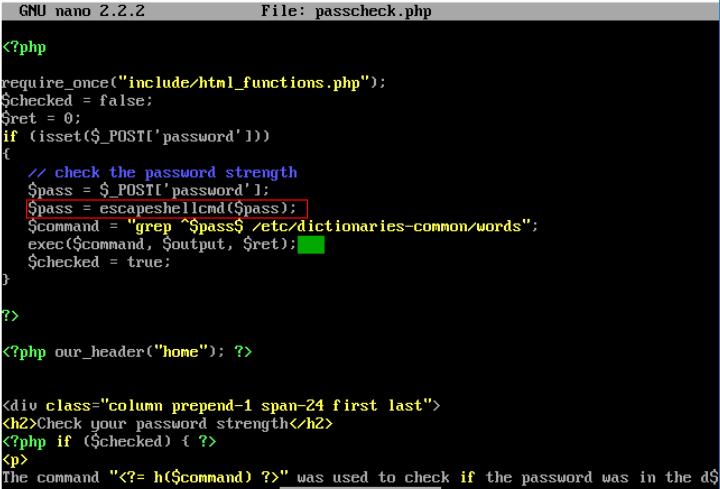 GNU nano 2.2.2 File: passcheck.php
<?php
require_once("include/html_functions.php");
$checked = false;
$ret = 0;
if (isset($_POST['password']))
{
// check the password strength
$pass = $_POST['password'];
$pass = escapeshellcmd($pass);
$command = "grep ^$pass$ /etc/dictionaries-common/words";
exec($command, $output, $ret);
$checked = true;
}
?>
<?php our_header("home"); ?>
<div class="column prepend-1 span-24 first last">
<h2>Check your password strength</h2>
<?php if ($checked) { ?>
<p>
The command "<?= h($command) ?>" was used to check if the password was in the d$